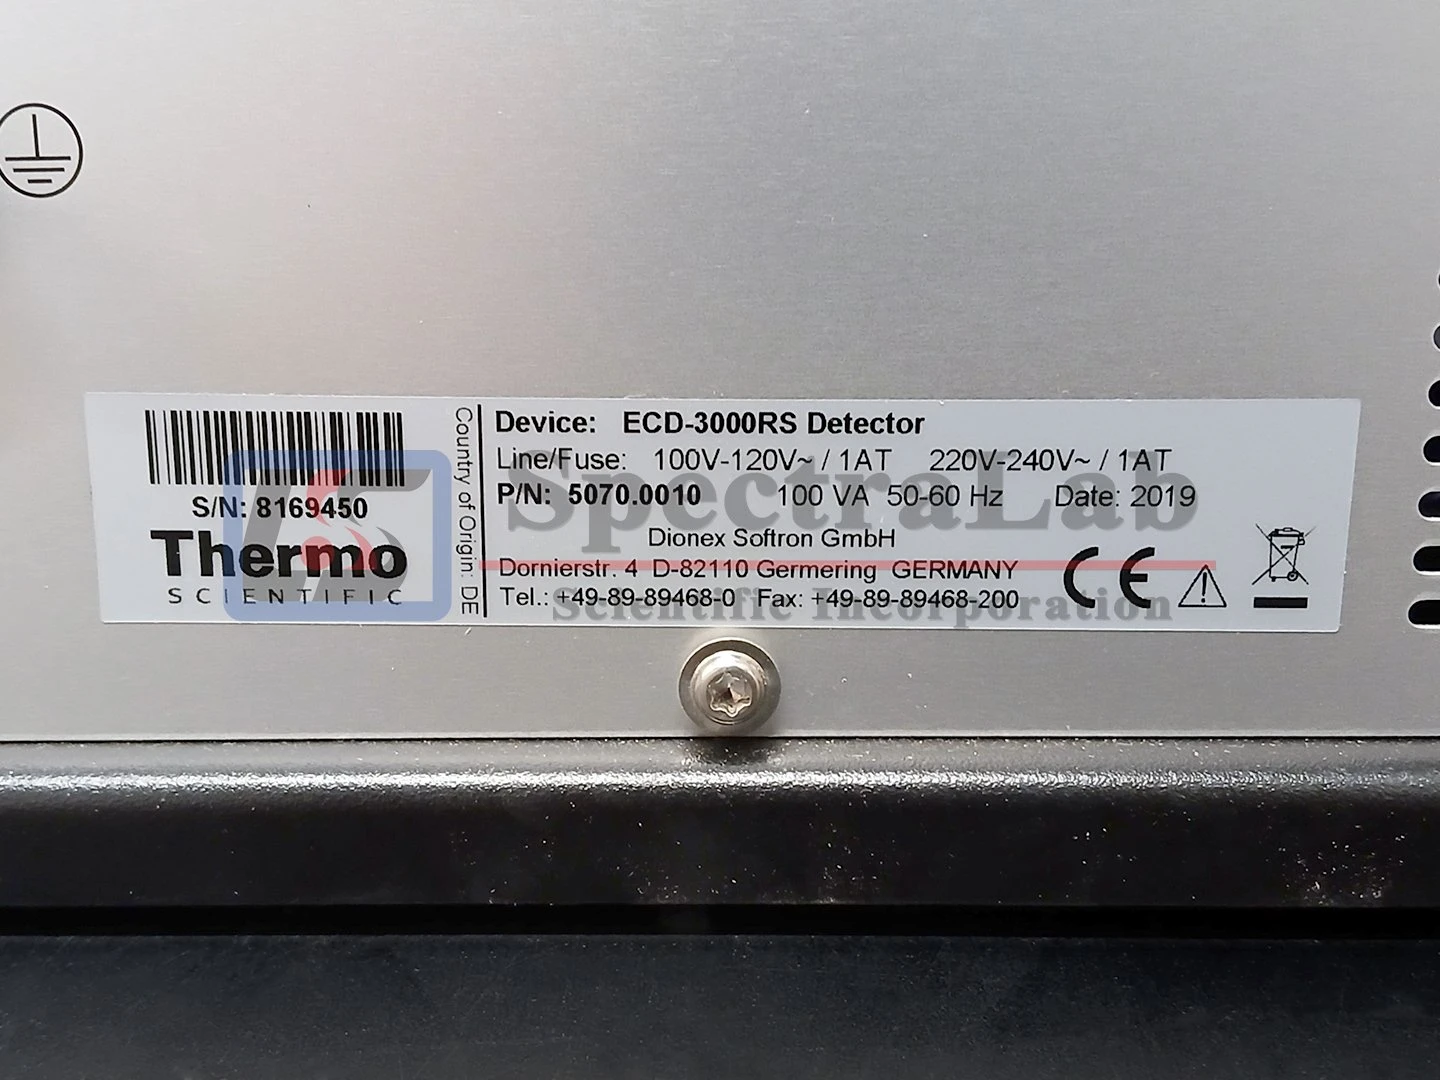 S/N: 8169450
Thermo
SCIENTIFIC
Country of Origin: DE
Device: ECD-3000RS Detector
Line/Fuse: 100V-120V~ / 1AT 220V-240V~ / 1AT
P/N: 5070.0010 100 VA 50-60 Hz Date: 2019
Dionex Softron GmbH
Dornierstr. 4 D-82110 Germering GERMANY
Tel.: +49-89-89468-0 Fax: +49-89-89468-200
CE
SpectraLab
Scientific Incorporation